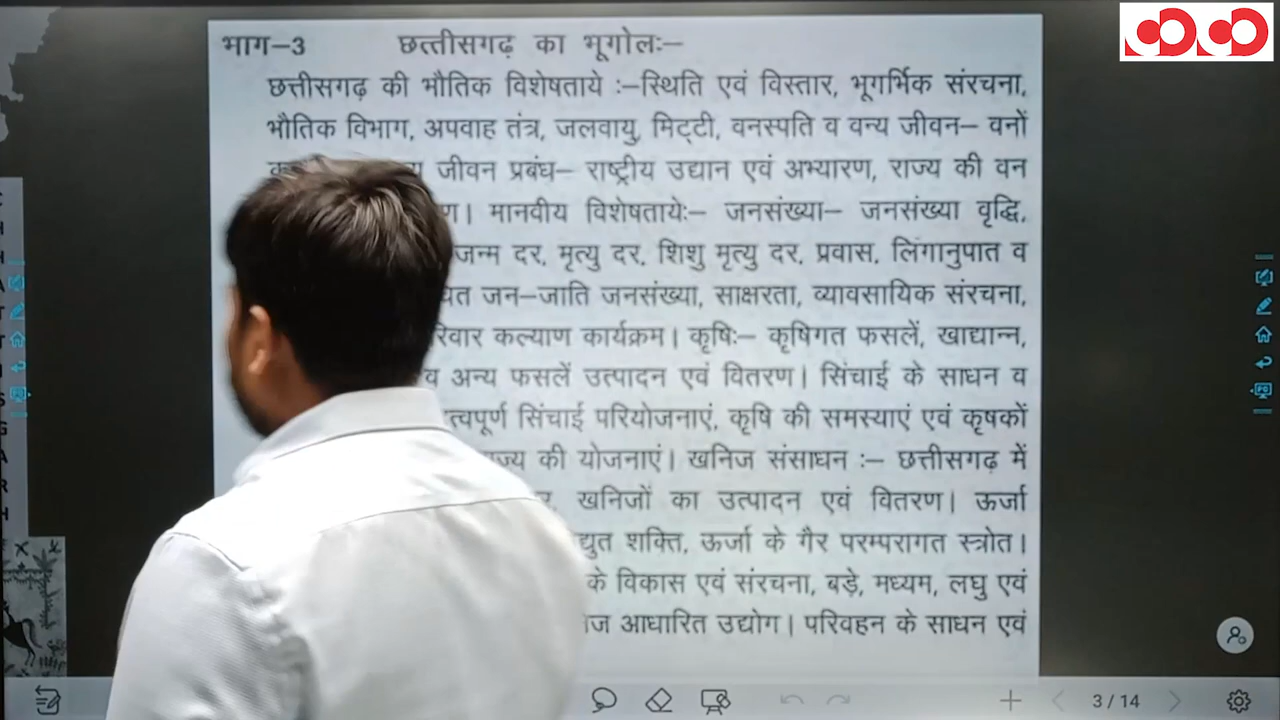 भाग–3 छत्तीसगढ़ का भूगोलः–
छत्तीसगढ़ की भौतिक विशेषताये :–स्थिति एवं विस्तार, भूगर्भिक संरचना,
भौतिक विभाग, अपवाह तंत्र, जलवायु, मिट्टी, वनस्पति व वन्य जीवन– वनों
जीवन प्रबंध– राष्ट्रीय उद्यान एवं अभ्यारण, राज्य की वन
मानवीय विशेषतायेः– जनसंख्या– जनसंख्या वृद्धि,
जन्म दर, मृत्यु दर, शिशु मृत्यु दर, प्रवास, लिंगानुपात व
जन–जाति जनसंख्या, साक्षरता, व्यावसायिक संरचना,
कल्याण कार्यक्रम। कृषिः– कृषिगत फसलें, खाद्यान्न,
व अन्य फसलें उत्पादन एवं वितरण। सिंचाई के साधन व
सिंचाई परियोजनाएं, कृषि की समस्याएं एवं कृषकों
की योजनाएं। खनिज संसाधन :– छत्तीसगढ़ में
खनिजों का उत्पादन एवं वितरण। ऊर्जा
शक्ति, ऊर्जा के गैर परम्परागत स्त्रोत।
के विकास एवं संरचना, बड़े, मध्यम, लघु एवं
आधारित उद्योग। परिवहन के साधन एवं
3 / 14